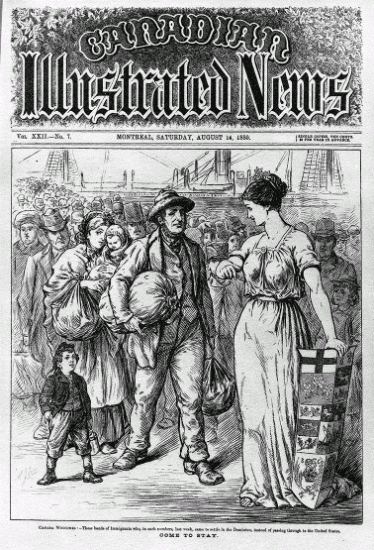 CANADIAN
Illustrated News
Vol. XXII.—No. 7.
MONTREAL, SATURDAY, AUGUST 14, 1880.
SINGLE COPIES, TEN CENTS.
$4 PER YEAR IN ADVANCE.
CANADA WELCOMES :—Those bands of Immigrants who, in such numbers, last week, came to settle in the Dominion, instead of passing through to the United States.
COME TO STAY.